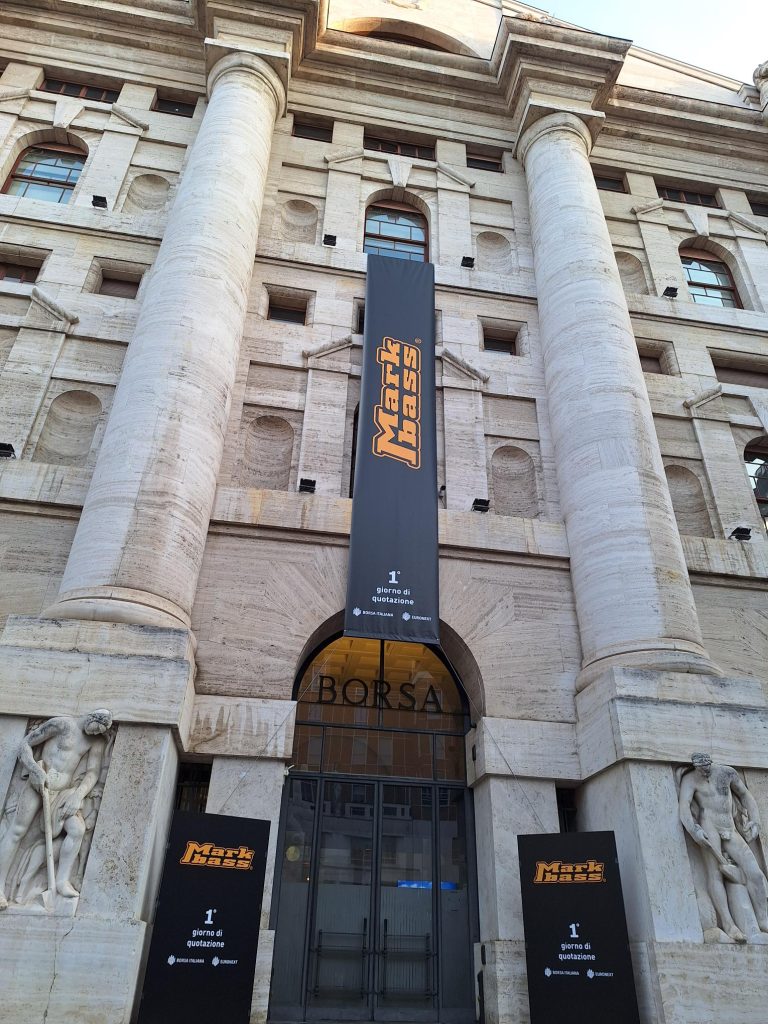 Mark
bass®
1°
giorno di
quotazione
BORSA ITALIANA EURONEXT
BORSA
Mark
bass®
1°
giorno di
quotazione
BORSA ITALIANA EURONEXT
Mark
bass®
1°
giorno di
quotazione
BORSA ITALIANA EURONEXT